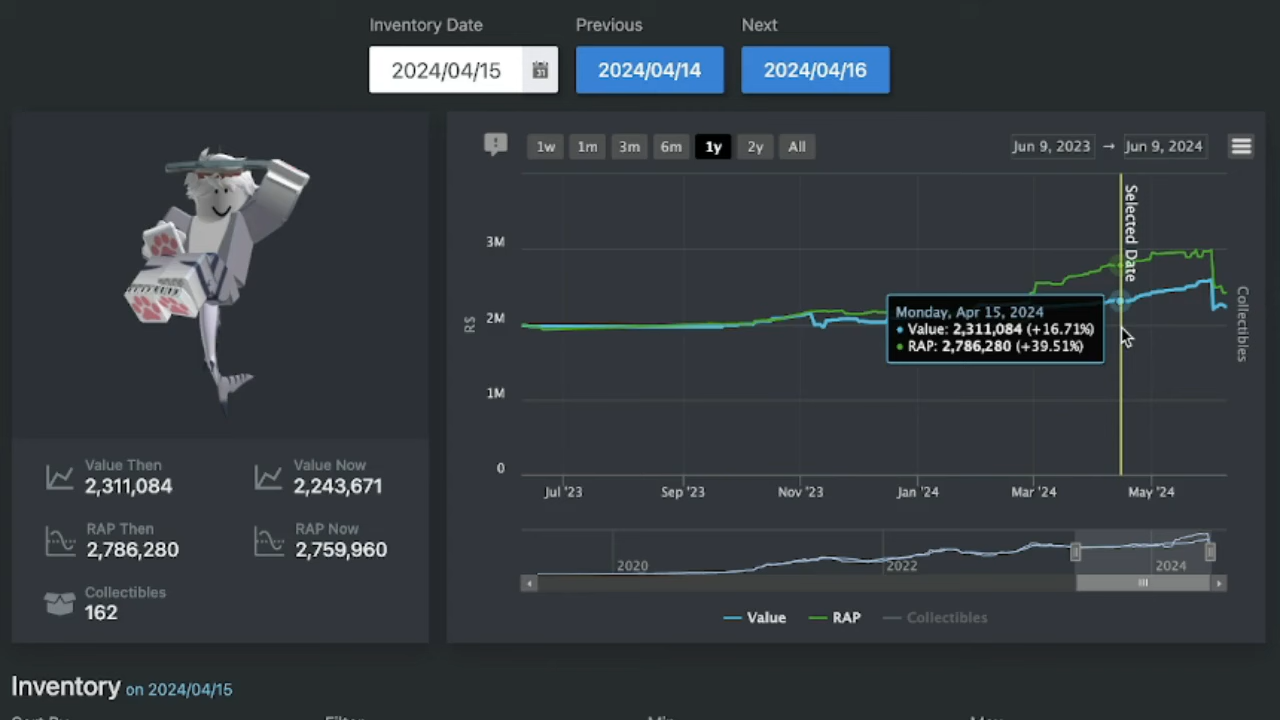 Inventory Date
Previous
Next
2024/04/15
31
2024/04/14
2024/04/16
1w
1m
3m
6m
1y
2y
All
Jun 9, 2023 → Jun 9, 2024
3M
2M
1M
0
R$
Selected Date
Collectibles
Monday, Apr 15, 2024
Value: 2,311,084 (+16.71%)
RAP: 2,786,280 (+39.51%)
Jul '23
Sep '23
Nov '23
Jan '24
Mar '24
May '24
2020
2022
2024
Value
RAP
Collectibles
Value Then
2,311,084
Value Now
2,243,671
RAP Then
2,786,280
RAP Now
2,759,960
Collectibles
162
Inventory on 2024/04/15